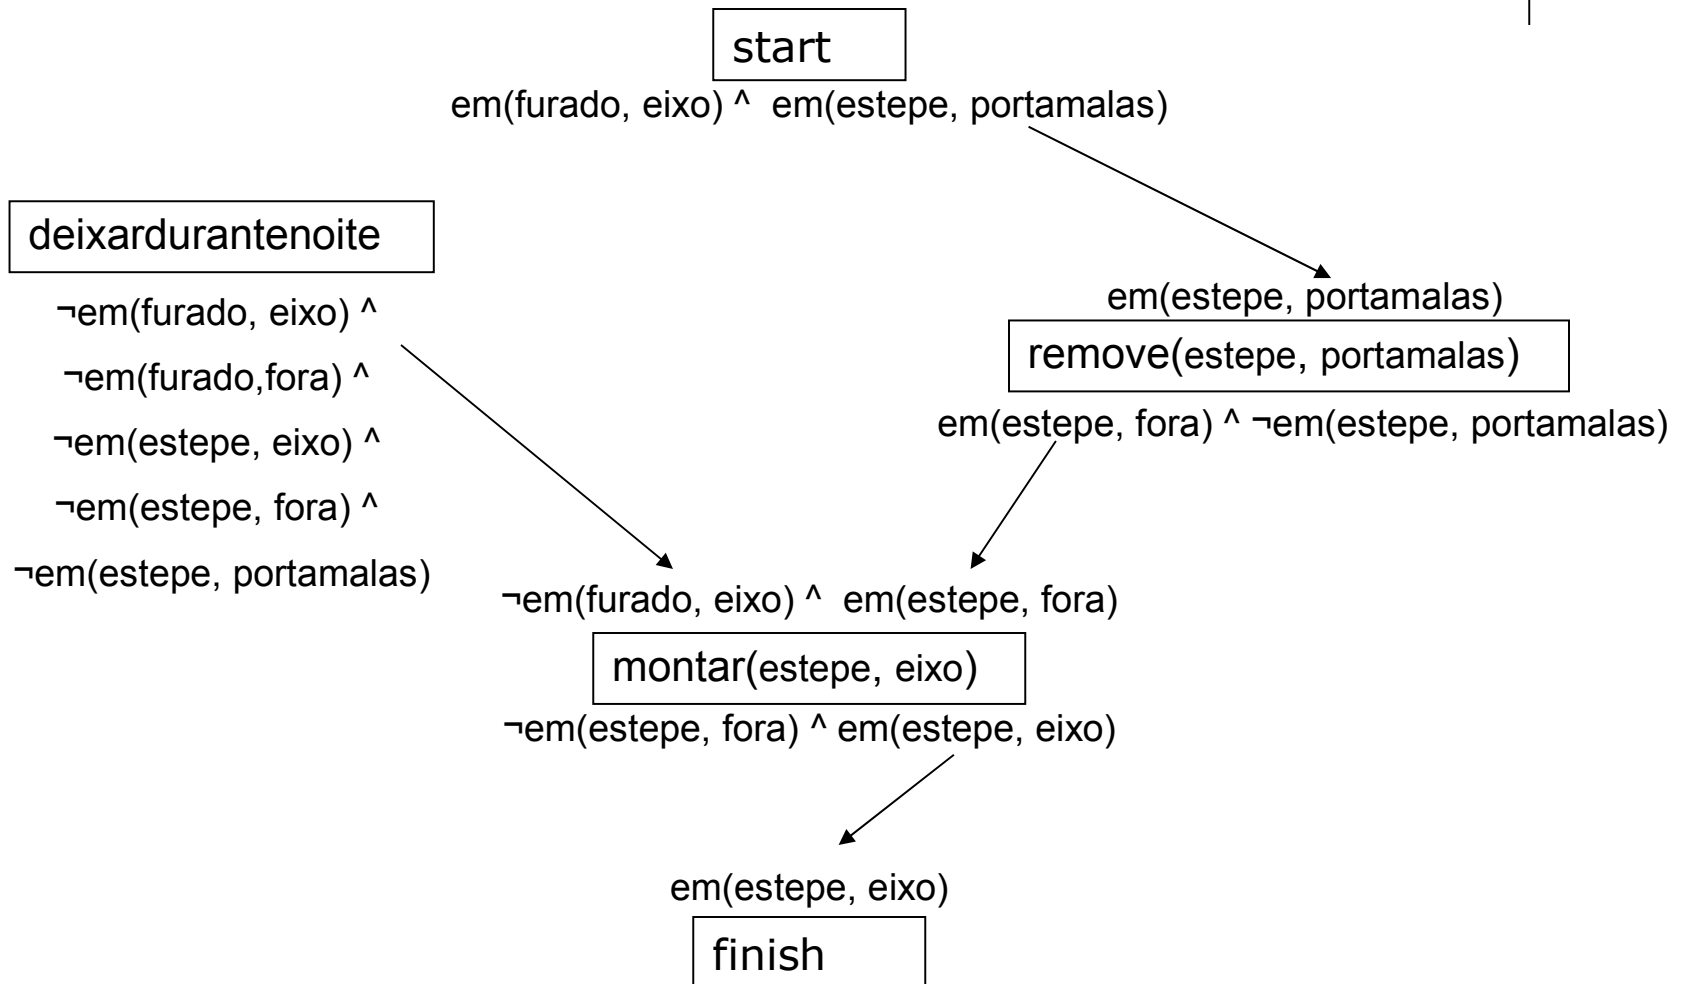 start
em(furado, eixo) ^ em(estepe, portamalas)
deixardurantenoite
¬em(furado, eixo) ^
¬em(furado,fora) ^
¬em(estepe, eixo) ^
¬em(estepe, fora) ^
¬em(estepe, portamalas)
em(estepe, portamalas)
remove(estepe, portamalas)
em(estepe, fora) ^ ¬em(estepe, portamalas)
¬em(furado, eixo) ^ em(estepe, fora)
montar(estepe, eixo)
¬em(estepe, fora) ^ em(estepe, eixo)
em(estepe, eixo)
finish